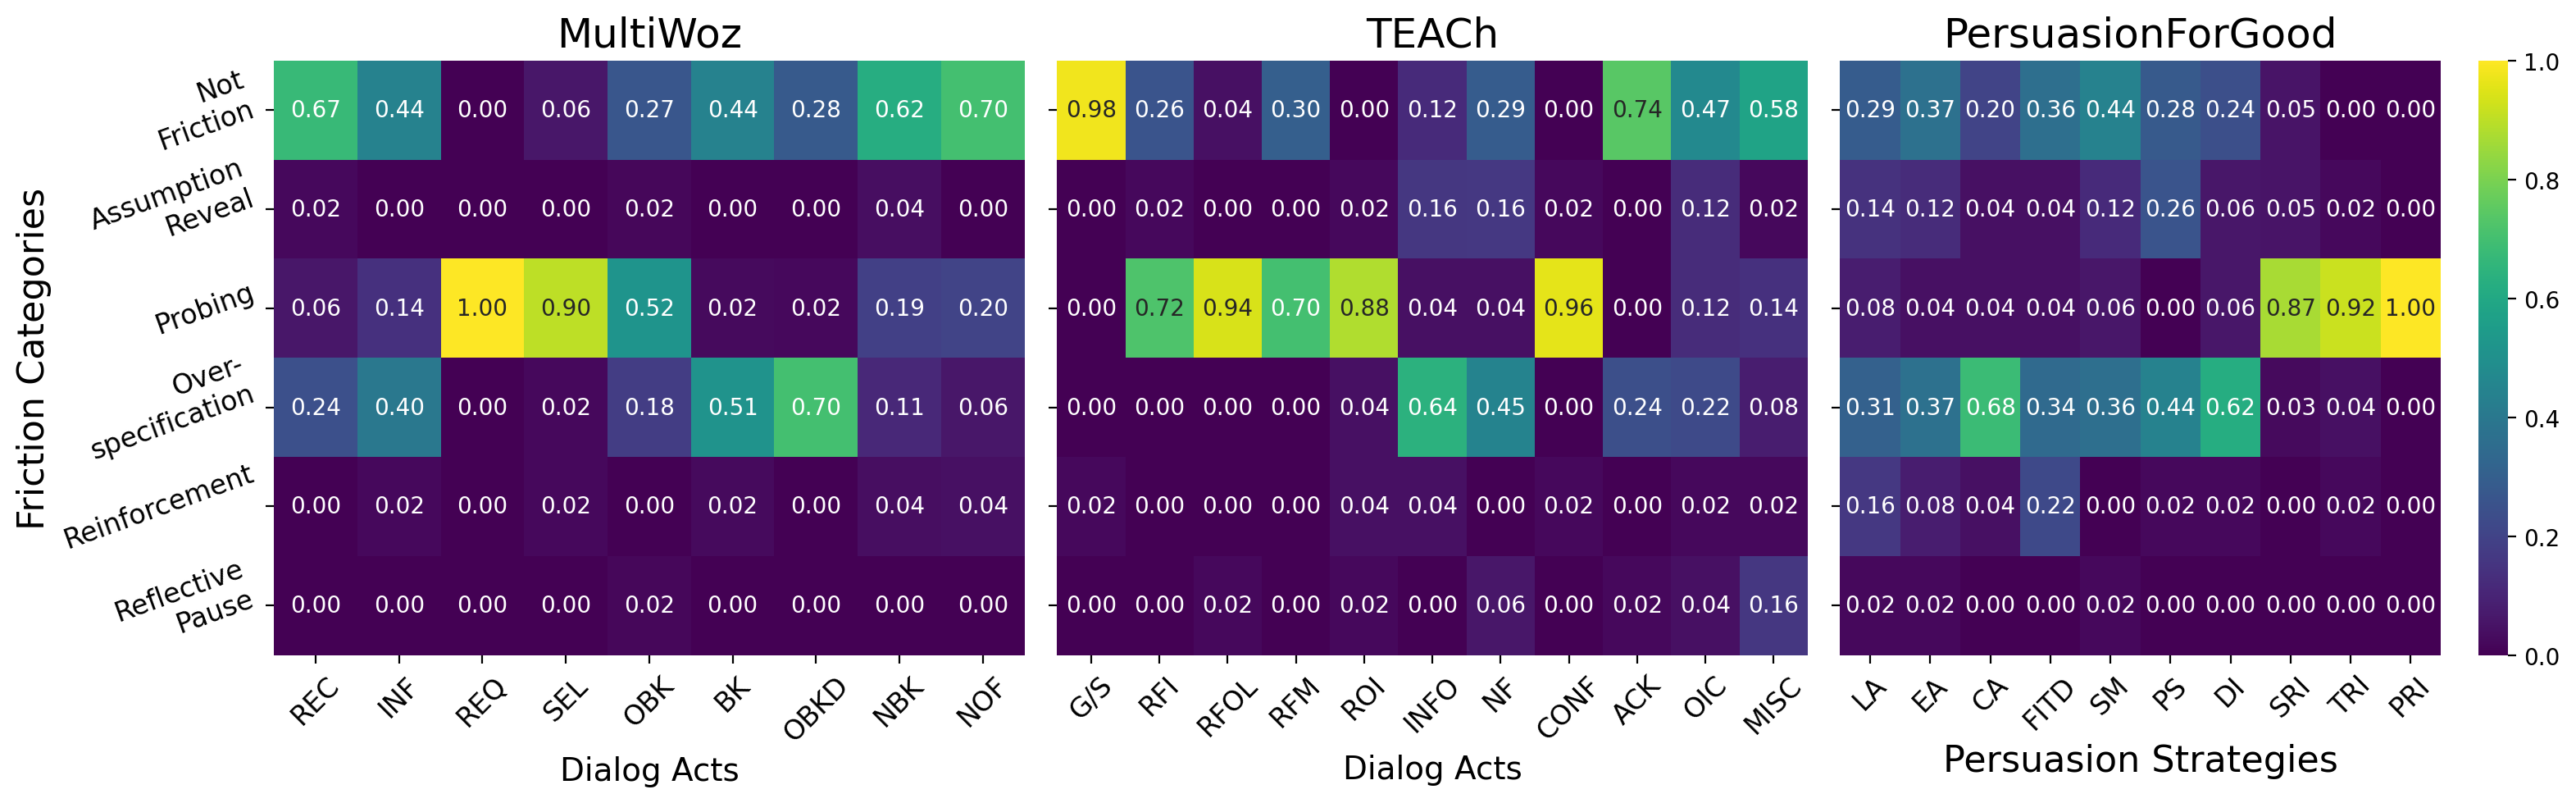 MultiWoz TEACh PersuasionForGood
Friction Categories
Not
Friction
0.67 0.44 0.00 0.06 0.27 0.44 0.28 0.62 0.70 0.98 0.26 0.04 0.30 0.00 0.12 0.29 0.00 0.74 0.47 0.58 0.29 0.37 0.20 0.36 0.44 0.28 0.24 0.05 0.00 0.00
Assumption
Reveal
0.02 0.00 0.00 0.00 0.02 0.00 0.00 0.04 0.00 0.00 0.02 0.00 0.00 0.02 0.16 0.16 0.02 0.00 0.12 0.02 0.14 0.12 0.04 0.04 0.12 0.26 0.06 0.05 0.02 0.00
Probing
0.06 0.14 1.00 0.90 0.52 0.02 0.02 0.19 0.20 0.00 0.72 0.94 0.70 0.88 0.04 0.04 0.96 0.00 0.12 0.14 0.08 0.04 0.04 0.04 0.06 0.00 0.06 0.87 0.92 1.00
Over-
specification
0.24 0.40 0.00 0.02 0.18 0.51 0.70 0.11 0.06 0.00 0.00 0.00 0.00 0.04 0.64 0.45 0.00 0.24 0.22 0.08 0.31 0.37 0.68 0.34 0.36 0.44 0.62 0.03 0.04 0.00
Reinforcement
0.00 0.02 0.00 0.02 0.00 0.02 0.00 0.04 0.04 0.02 0.00 0.00 0.00 0.04 0.04 0.00 0.02 0.00 0.02 0.02 0.16 0.08 0.04 0.22 0.00 0.02 0.02 0.00 0.02 0.00
Reflective
Pause
0.00 0.00 0.00 0.00 0.02 0.00 0.00 0.00 0.00 0.00 0.00 0.02 0.00 0.02 0.00 0.06 0.00 0.02 0.04 0.16 0.02 0.02 0.00 0.00 0.02 0.00 0.00 0.00 0.00 0.00
REC INF REQ SEL OBK BK OBKD NBK NOF G/S RFI RFOL RFM ROI INFO NF CONF ACK OIC MISC LA EA CA FITD SM PS DI SRI TRI PRI
Dialog Acts Dialog Acts Persuasion Strategies
1.0
0.8
0.6
0.4
0.2
0.0